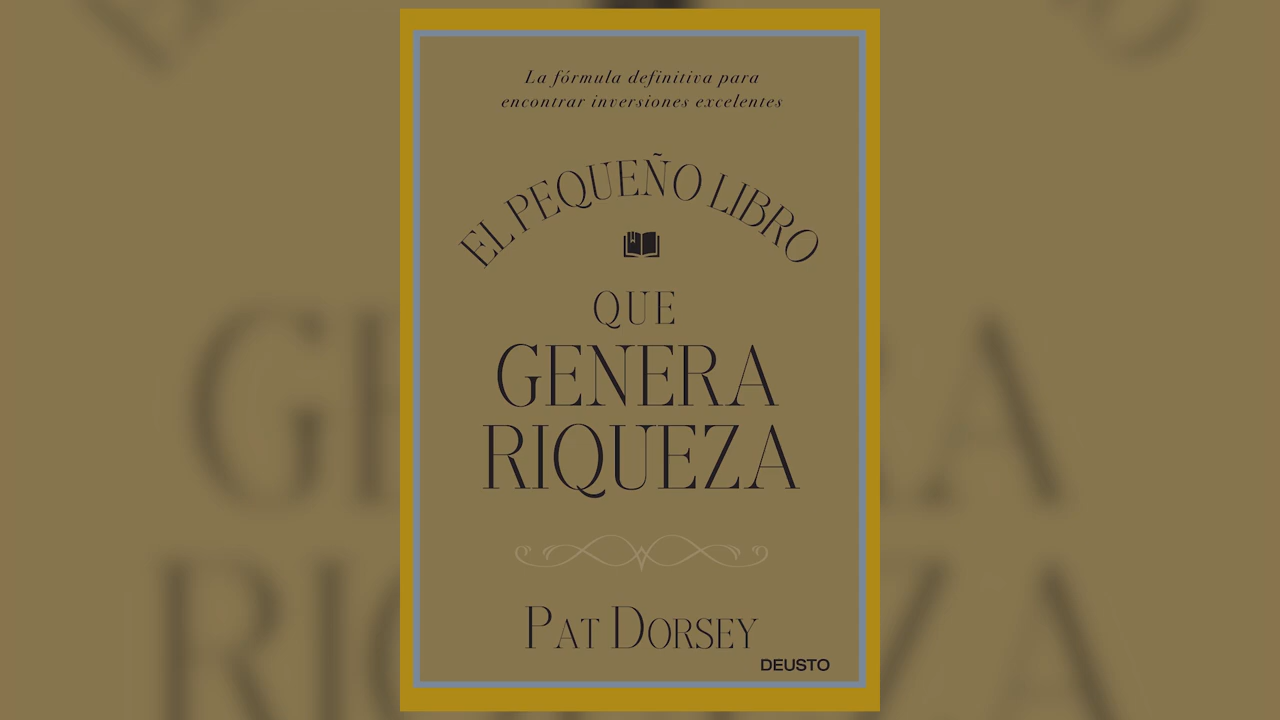 La fórmula definitiva para
encontrar inversiones excelentes
EL PEQUEÑO LIBRO
QUE
GENERA
RIQUEZA
PAT DORSEY
DEUSTO